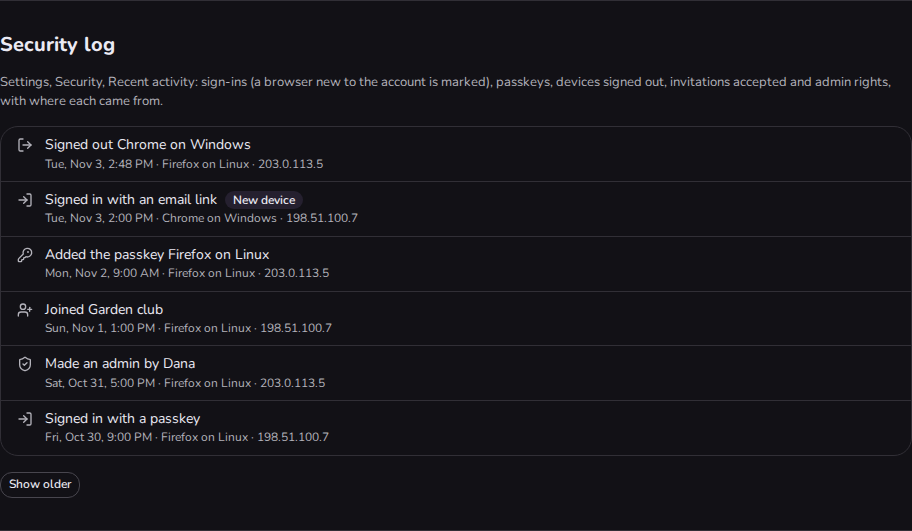 Security log
Settings, Security, Recent activity: sign-ins (a browser new to the account is marked), passkeys, devices signed out, invitations accepted and admin rights,
with where each came from.
Signed out Chrome on Windows
Tue, Nov 3, 2:48 PM · Firefox on Linux · 203.0.113.5
Signed in with an email link New device
Tue, Nov 3, 2:00 PM · Chrome on Windows · 198.51.100.7
Added the passkey Firefox on Linux
Mon, Nov 2, 9:00 AM · Firefox on Linux · 203.0.113.5
Joined Garden club
Sun, Nov 1, 1:00 PM · Firefox on Linux · 198.51.100.7
Made an admin by Dana
Sat, Oct 31, 5:00 PM · Firefox on Linux · 203.0.113.5
Signed in with a passkey
Fri, Oct 30, 9:00 PM · Firefox on Linux · 198.51.100.7
Show older